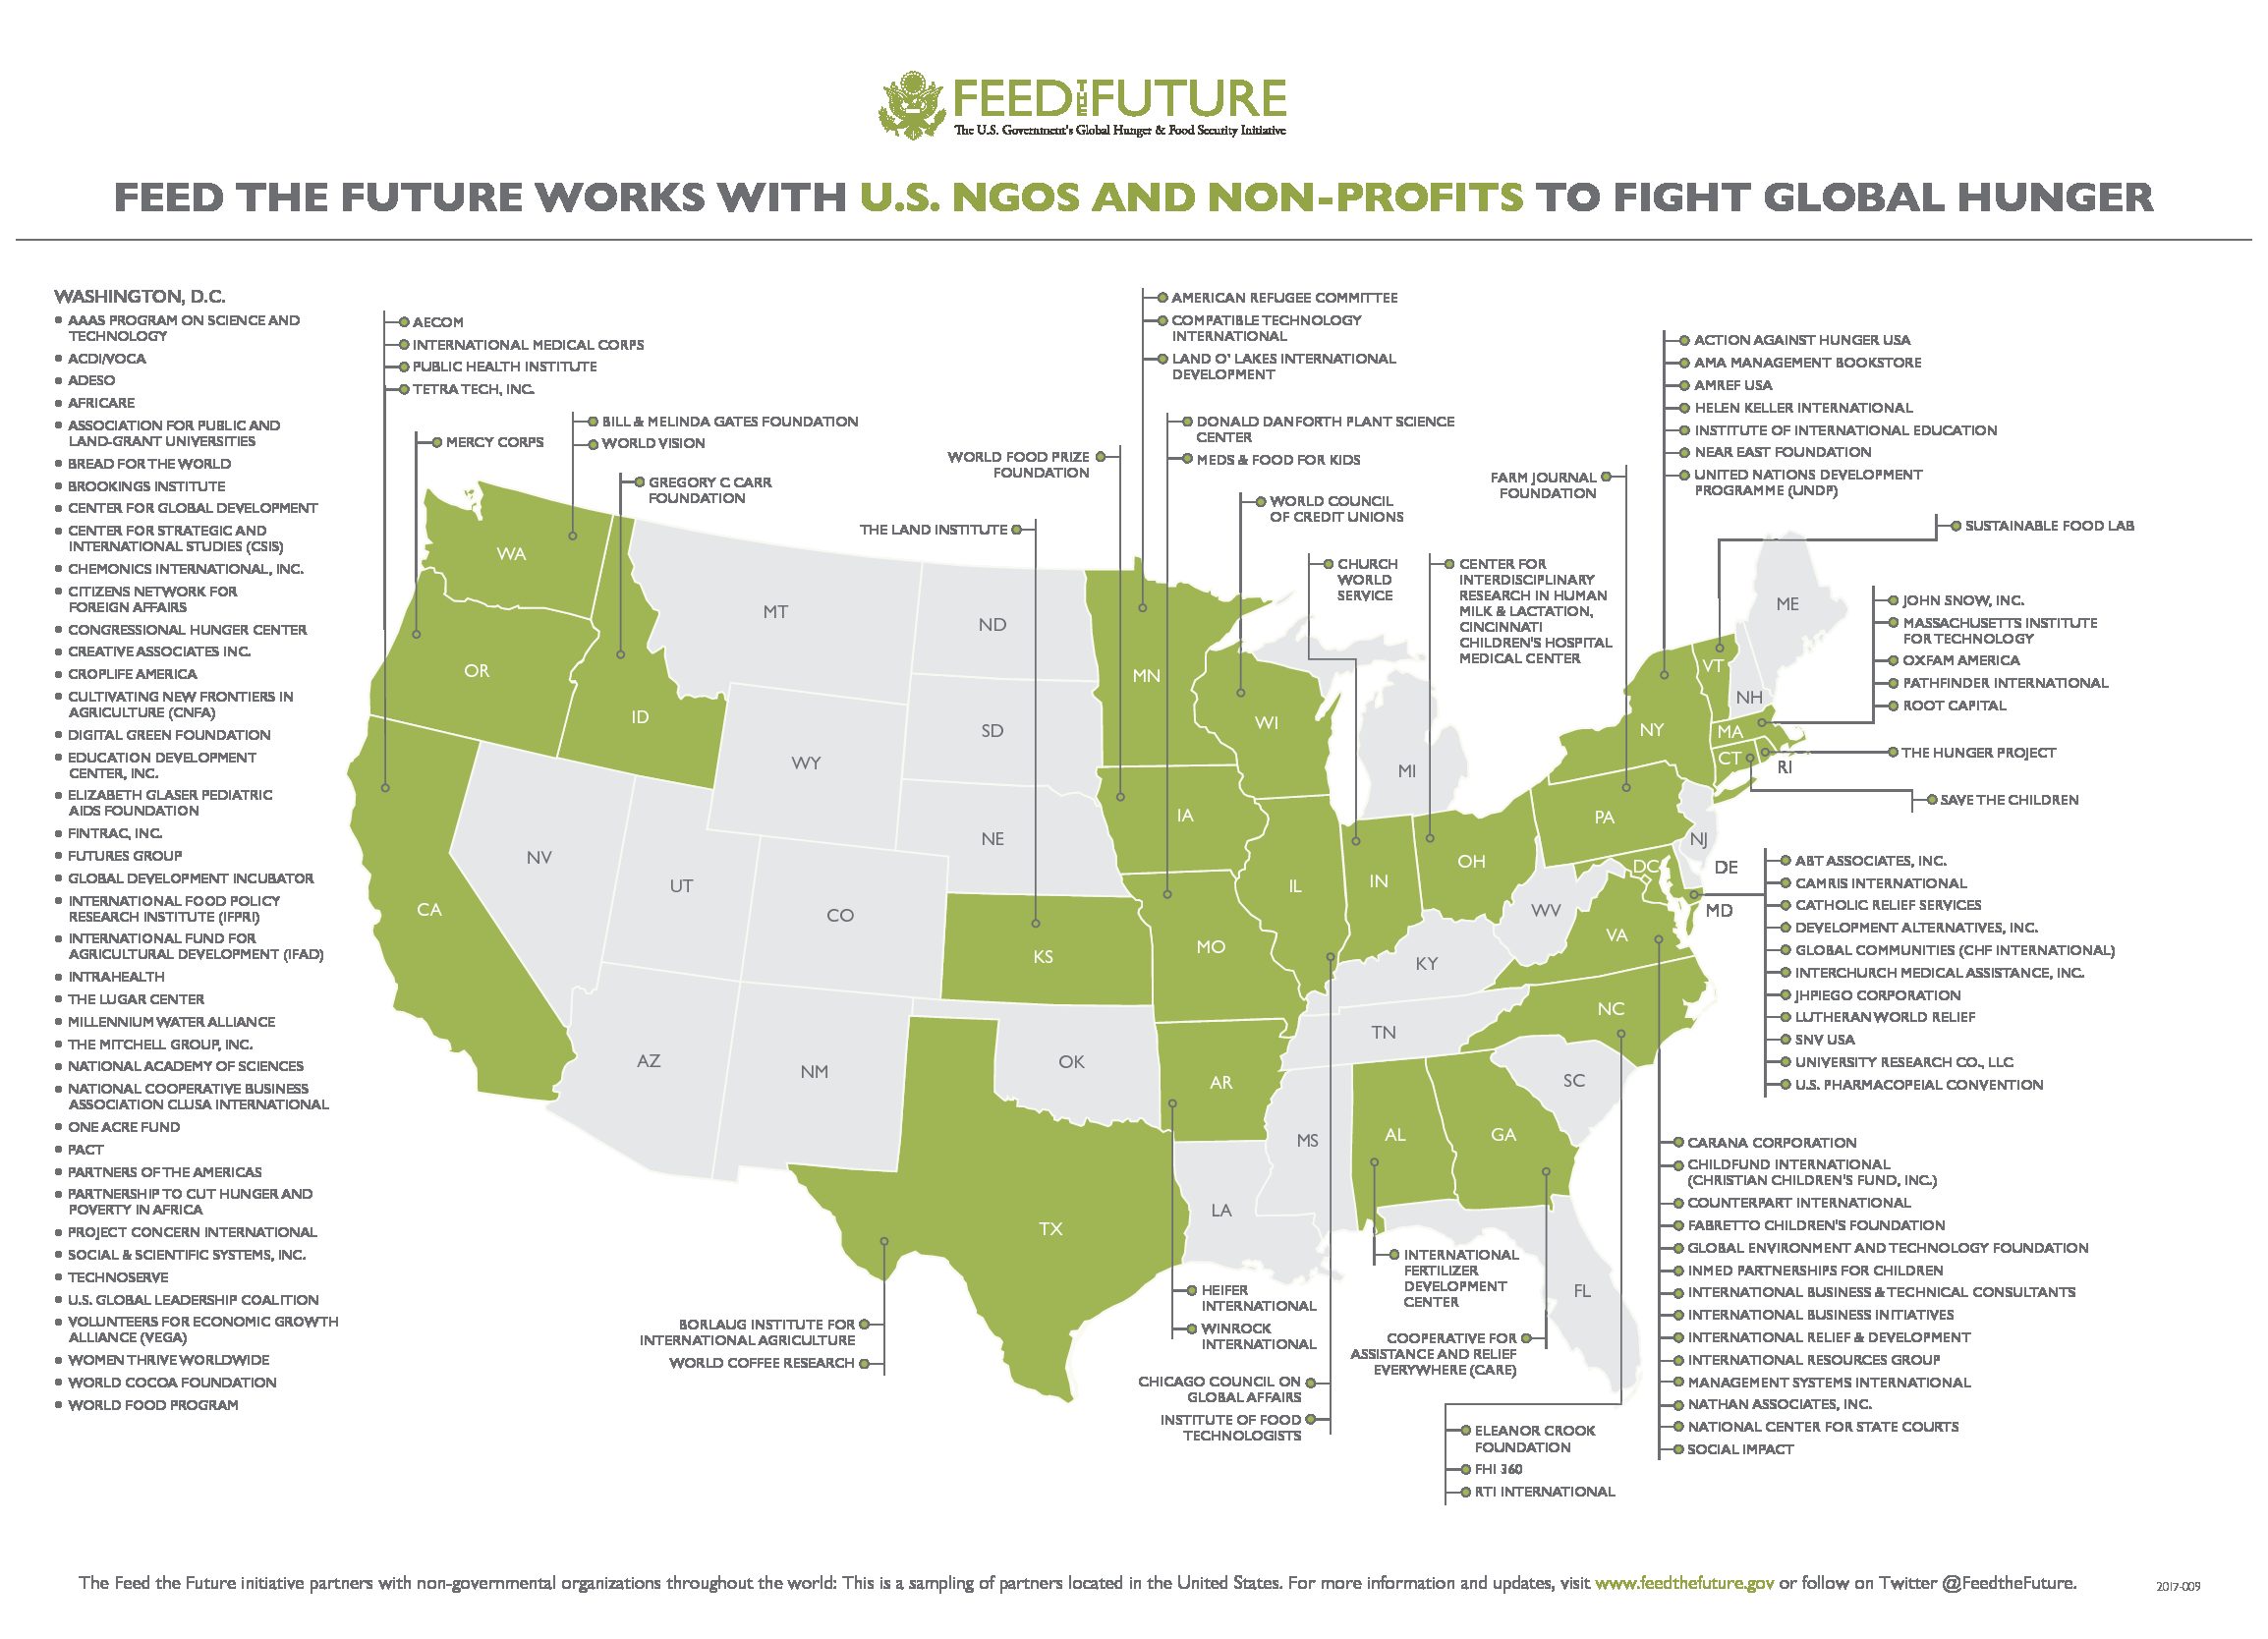 FEED THE FUTURE
The U.S. Government's Global Hunger & Food Security Initiative
FEED THE FUTURE WORKS WITH U.S. NGOS AND NON-PROFITS TO FIGHT GLOBAL HUNGER
WASHINGTON, D.C.
• AAAS PROGRAM ON SCIENCE AND
TECHNOLOGY
• ACDI/VOCA
• ADESO
• AFRICARE
• ASSOCIATION FOR PUBLIC AND
LAND-GRANT UNIVERSITIES
• BREAD FOR THE WORLD
• BROOKINGS INSTITUTE
• CENTER FOR GLOBAL DEVELOPMENT
• CENTER FOR STRATEGIC AND
INTERNATIONAL STUDIES (CSIS)
• CHEMONICS INTERNATIONAL, INC.
• CITIZENS NETWORK FOR
FOREIGN AFFAIRS
• CONGRESSIONAL HUNGER CENTER
• CREATIVE ASSOCIATES INC.
• CROPLIFE AMERICA
• CULTIVATING NEW FRONTIERS IN
AGRICULTURE (CNFA)
• DIGITAL GREEN FOUNDATION
• EDUCATION DEVELOPMENT
CENTER, INC.
• ELIZABETH GLASER PEDIATRIC
AIDS FOUNDATION
• FINTRAC, INC.
• FUTURES GROUP
• GLOBAL DEVELOPMENT INCUBATOR
• INTERNATIONAL FOOD POLICY
RESEARCH INSTITUTE (IFPRI)
• INTERNATIONAL FUND FOR
AGRICULTURAL DEVELOPMENT (IFAD)
• INTRAHEALTH
• THE LUGAR CENTER
• MILLENNIUM WATER ALLIANCE
• THE MITCHELL GROUP, INC.
• NATIONAL ACADEMY OF SCIENCES
• NATIONAL COOPERATIVE BUSINESS
ASSOCIATION CLUSA INTERNATIONAL
• ONE ACRE FUND
• PACT
• PARTNERS OF THE AMERICAS
• PARTNERSHIP TO CUT HUNGER AND
POVERTY IN AFRICA
• PROJECT CONCERN INTERNATIONAL
• SOCIAL & SCIENTIFIC SYSTEMS, INC.
• TECHNOSERVE
• U.S. GLOBAL LEADERSHIP COALITION
• VOLUNTEERS FOR ECONOMIC GROWTH
ALLIANCE (VEGA)
• WOMEN THRIVE WORLDWIDE
• WORLD COCOA FOUNDATION
• WORLD FOOD PROGRAM
AECOM
INTERNATIONAL MEDICAL CORPS
PUBLIC HEALTH INSTITUTE
TETRA TECH, INC.
MERCY CORPS
BILL & MELINDA GATES FOUNDATION
WORLD VISION
GREGORY C CARR
FOUNDATION
THE LAND INSTITUTE
WORLD FOOD PRIZE
FOUNDATION
AMERICAN REFUGEE COMMITTEE
COMPATIBLE TECHNOLOGY
INTERNATIONAL
LAND O' LAKES INTERNATIONAL
DEVELOPMENT
DONALD DANFORTH PLANT SCIENCE
CENTER
MEDS & FOOD FOR KIDS
WORLD COUNCIL
OF CREDIT UNIONS
CHURCH
WORLD
SERVICE
CENTER FOR
INTERDISCIPLINARY
RESEARCH IN HUMAN
MILK & LACTATION,
CINCINNATI
CHILDREN'S HOSPITAL
MEDICAL CENTER
FARM JOURNAL
FOUNDATION
ACTION AGAINST HUNGER USA
AMA MANAGEMENT BOOKSTORE
AMREF USA
HELEN KELLER INTERNATIONAL
INSTITUTE OF INTERNATIONAL EDUCATION
NEAR EAST FOUNDATION
UNITED NATIONS DEVELOPMENT
PROGRAMME (UNDP)
SUSTAINABLE FOOD LAB
JOHN SNOW, INC.
MASSACHUSETTS INSTITUTE
FOR TECHNOLOGY
OXFAM AMERICA
PATHFINDER INTERNATIONAL
ROOT CAPITAL
THE HUNGER PROJECT
SAVE THE CHILDREN
ABT ASSOCIATES, INC.
CAMRIS INTERNATIONAL
CATHOLIC RELIEF SERVICES
DEVELOPMENT ALTERNATIVES, INC.
GLOBAL COMMUNITIES (CHF INTERNATIONAL)
INTERCHURCH MEDICAL ASSISTANCE, INC.
JHPIEGO CORPORATION
LUTHERAN WORLD RELIEF
SNV USA
UNIVERSITY RESEARCH CO., LLC
U.S. PHARMACOPEIAL CONVENTION
CARANA CORPORATION
CHILDFUND INTERNATIONAL
(CHRISTIAN CHILDREN'S FUND, INC.)
COUNTERPART INTERNATIONAL
FABRETTO CHILDREN'S FOUNDATION
GLOBAL ENVIRONMENT AND TECHNOLOGY FOUNDATION
INMED PARTNERSHIPS FOR CHILDREN
INTERNATIONAL BUSINESS & TECHNICAL CONSULTANTS
INTERNATIONAL BUSINESS INITIATIVES
INTERNATIONAL RELIEF & DEVELOPMENT
INTERNATIONAL RESOURCES GROUP
MANAGEMENT SYSTEMS INTERNATIONAL
NATHAN ASSOCIATES, INC.
NATIONAL CENTER FOR STATE COURTS
SOCIAL IMPACT
WA
OR
CA
ID
NV
MT
WY
UT
CO
AZ
NM
ND
SD
NE
KS
OK
TX
MN
IA
MO
AR
LA
WI
IL
MI
IN
OH
KY
TN
MS
AL
GA
FL
SC
NC
VA
WV
PA
NY
VT
NH
ME
MA
CT
RI
NJ
DE
DC
MD
BORLAUG INSTITUTE FOR
INTERNATIONAL AGRICULTURE
WORLD COFFEE RESEARCH
HEIFER
INTERNATIONAL
WINROCK
INTERNATIONAL
CHICAGO COUNCIL ON
GLOBAL AFFAIRS
INSTITUTE OF FOOD
TECHNOLOGISTS
INTERNATIONAL
FERTILIZER
DEVELOPMENT
CENTER
COOPERATIVE FOR
ASSISTANCE AND RELIEF
EVERYWHERE (CARE)
ELEANOR CROOK
FOUNDATION
FHI 360
RTI INTERNATIONAL
The Feed the Future initiative partners with non-governmental organizations throughout the world: This is a sampling of partners located in the United States. For more information and updates, visit www.feedthefuture.gov or follow on Twitter @FeedtheFuture.
2017-009